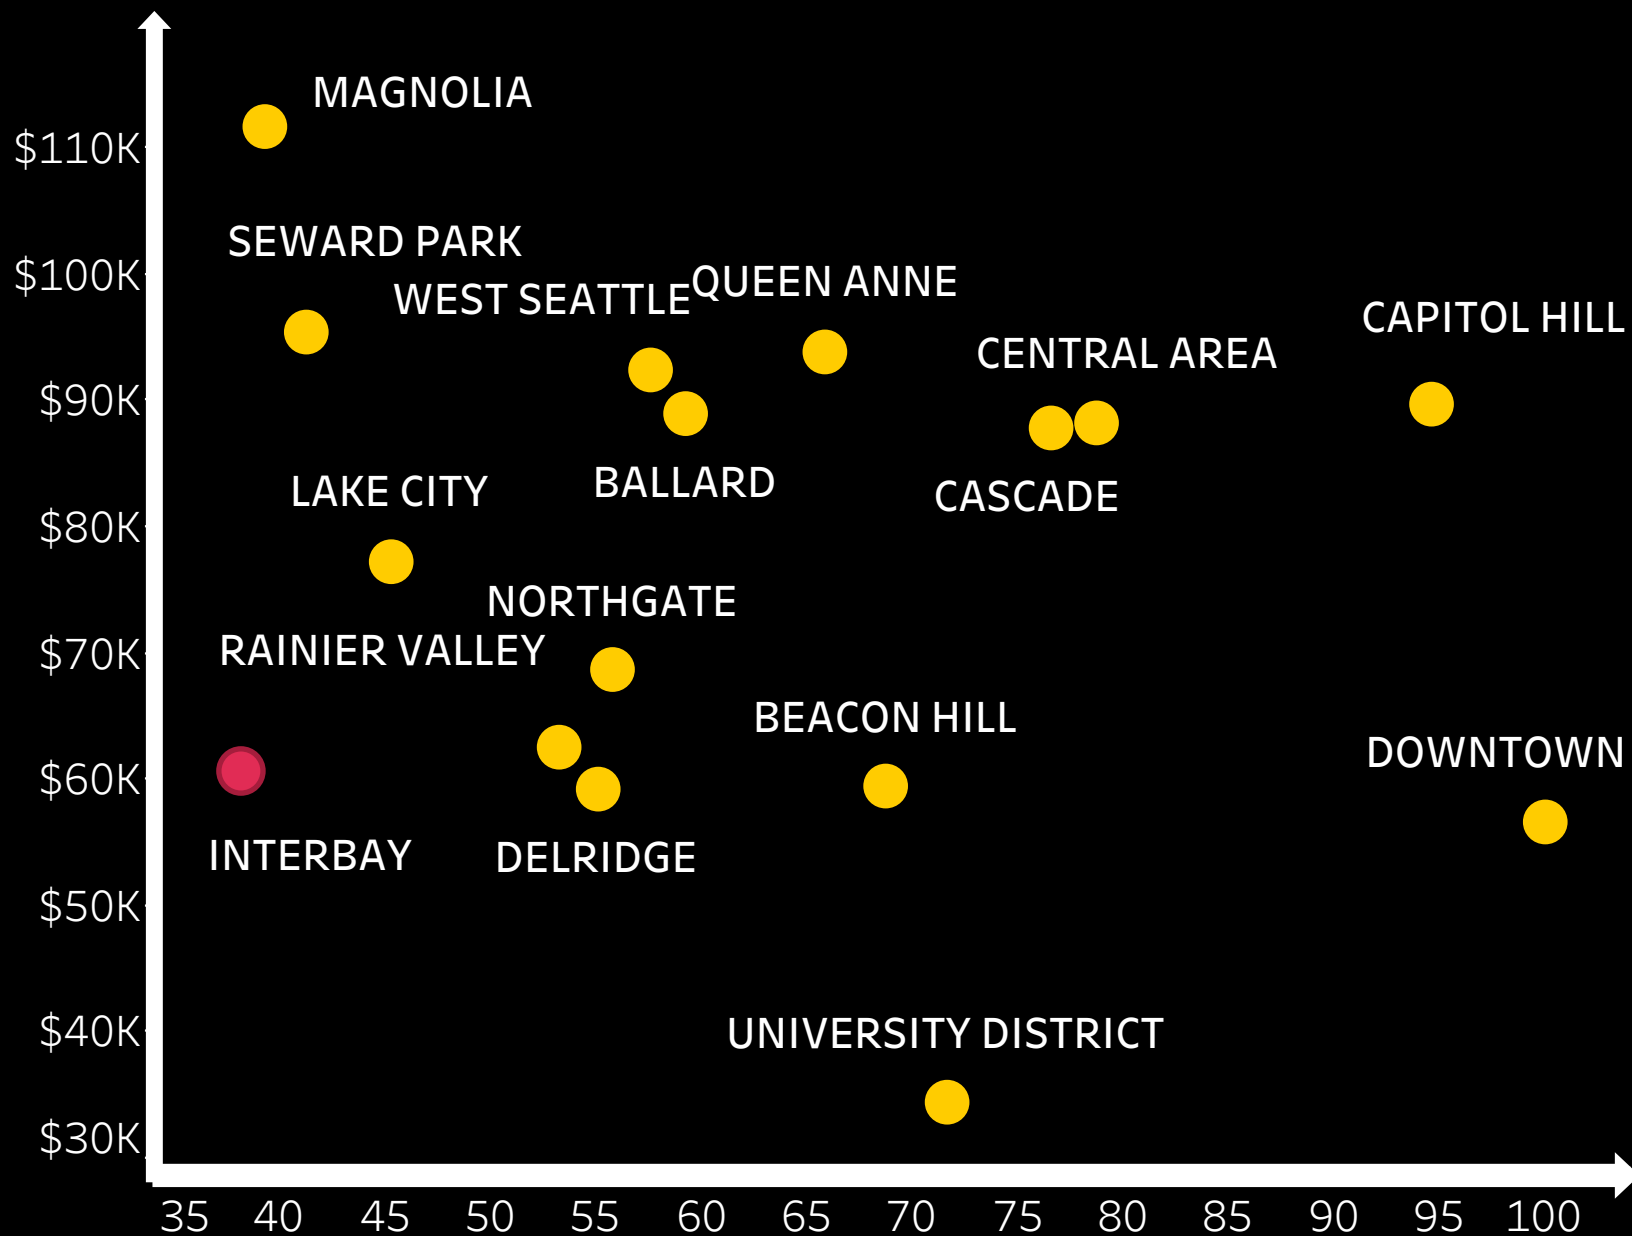 MAGNOLIA
$110K
SEWARD PARK
$100K
QUEEN ANNE
WEST SEATTLE
CAPITOL HILL
CENTRAL AREA
$90K
BALLARD
LAKE CITY
CASCADE
$80K
NORTHGATE
RAINIER VALLEY
$70K
BEACON HILL
DOWNTOWN
$60K
INTERBAY
DELRIDGE
$50K
UNIVERSITY DISTRICT
$40K
$30K
35 40 45 50 55 60 65 70 75 80 85 90 95 100